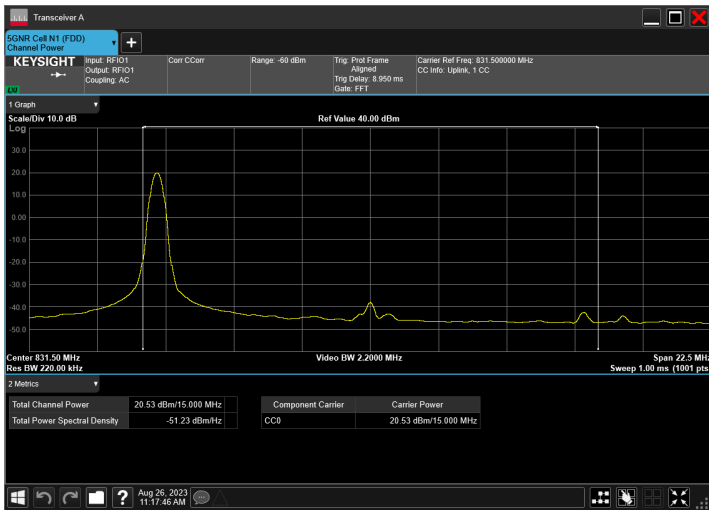 Transceiver A
5GNR Cell N1 (FDD)
Channel Power
KEYSIGHT
LXI
Input: RFIO1
Output: RFIO1
Coupling: AC
Corr CCorr
Range: -60 dBm
Trig: Prot Frame
Aligned
Trig Delay: 8.950 ms
Gate: FFT
Carrier Ref Freq: 831.500000 MHz
CC Info: Uplink, 1 CC
1 Graph
Scale/Div 10.0 dB
Ref Value 40.00 dBm
Log
30.0
20.0
10.0
0.00
-10.0
-20.0
-30.0
-40.0
-50.0
Center 831.50 MHz
Video BW 2.2000 MHz
Span 22.5 MHz
Res BW 220.00 kHz
Sweep 1.00 ms (1001 pts
2 Metrics
Total Channel Power 20.53 dBm/15.000 MHz
Total Power Spectral Density -51.23 dBm/Hz
Component Carrier Carrier Power
CC0 20.53 dBm/15.000 MHz
?
Aug 26, 2023
11:17:46 AM